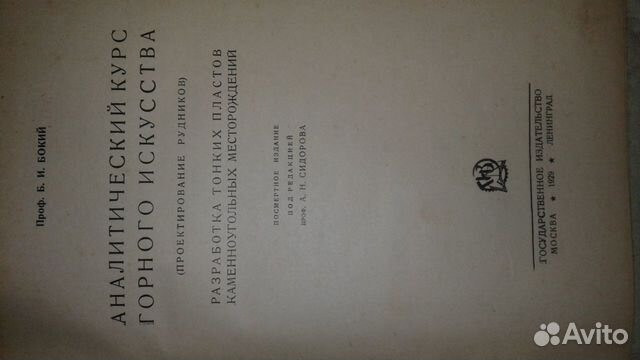 Проф. Б. И. БОКИЙ
АНАЛИТИЧЕСКИЙ КУРС
ГОРНОГО ИСКУССТВА
(ПРОЕКТИРОВАНИЕ РУДНИКОВ)
РАЗРАБОТКА ТОНКИХ ПЛАСТОВ
КАМЕННОУГОЛЬНЫХ МЕСТОРОЖДЕНИЙ
ПОСМЕРТНОЕ ИЗДАНИЕ
ПОД РЕДАКЦИЕЙ
ПРОФ. А. Н. СИДОРОВА
ГОСУДАРСТВЕННОЕ ИЗДАТЕЛЬСТВО
МОСКВА ★ 1929 ★ ЛЕНИНГРАД
Avito